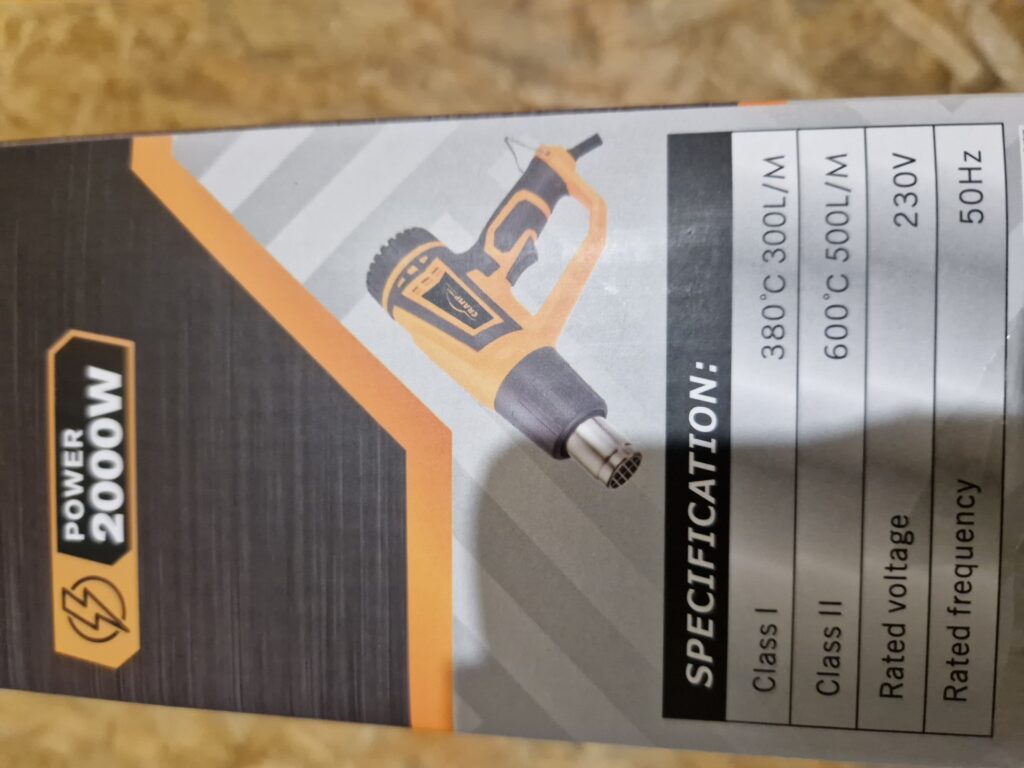 POWER
2000W
SPECIFICATION:
Class I 380°C 300L/M
Class II 600°C 500L/M
Rated voltage 230V
Rated frequency 50Hz